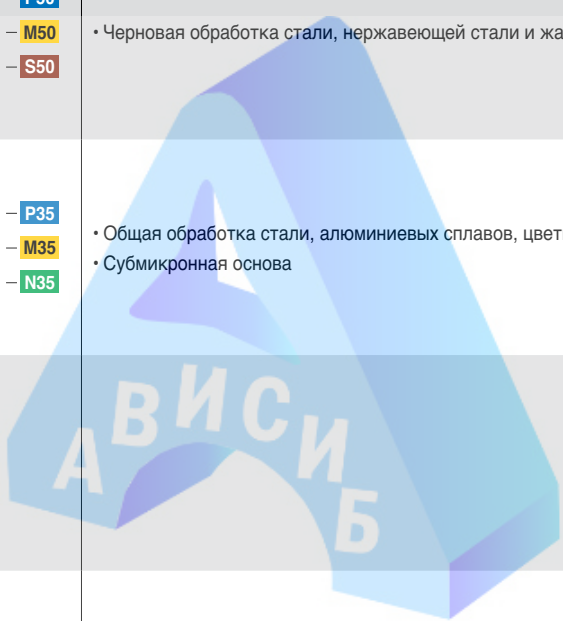 – M50 • Черновая обработка стали, нержавеющей стали и жа
– S50
– P35
• Общая обработка стали, алюминиевых сплавов, цвет
– M35
• Субмикронная основа
– N35
АВИСИБ